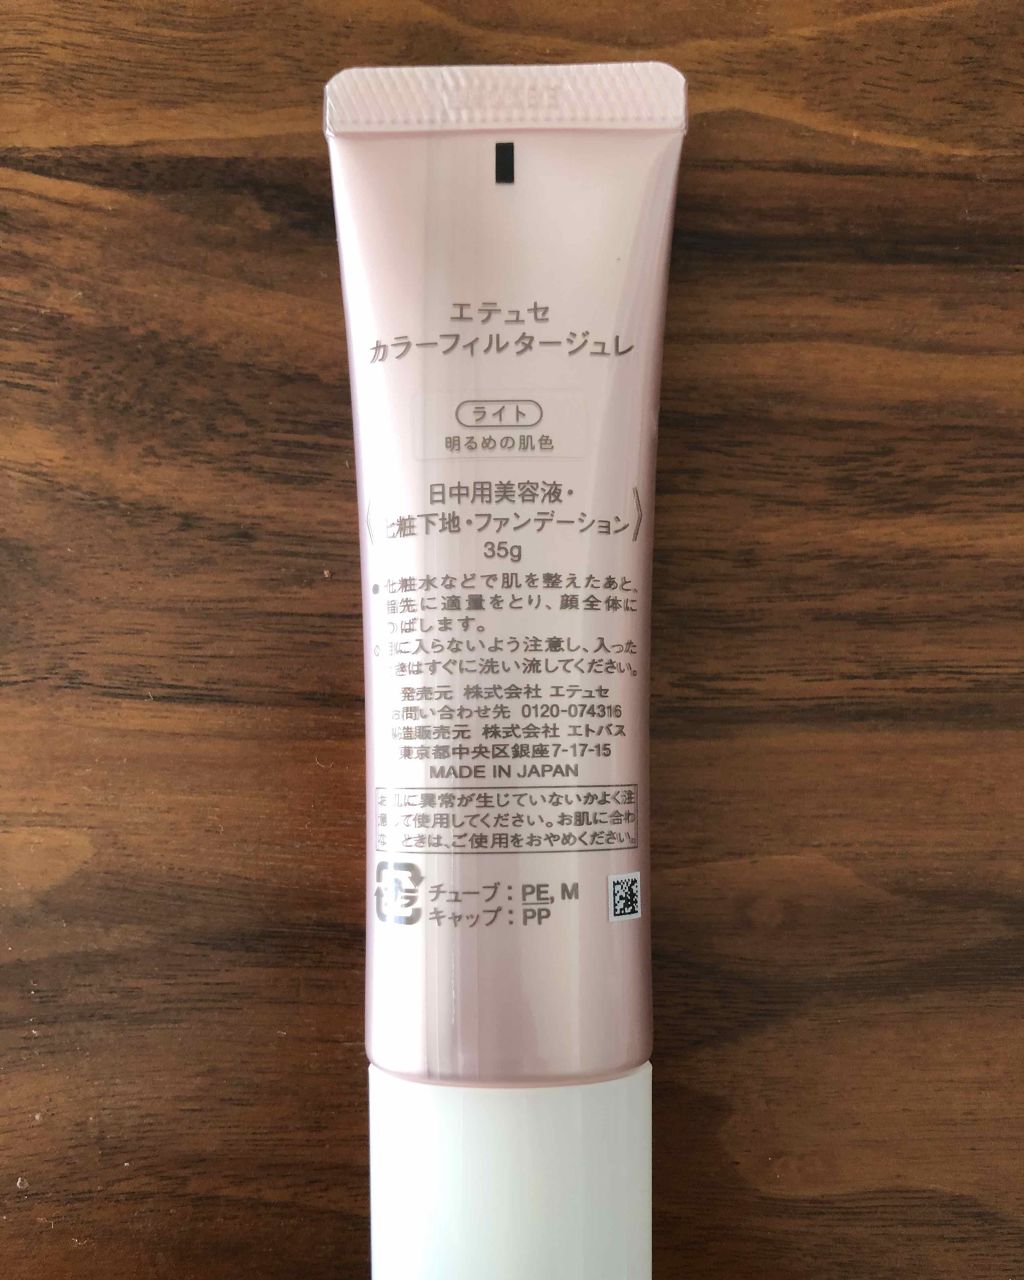 エテュセ
カラーフィルタージュレ
ライト
明るめの肌色
日中用美容液・
化粧下地・ファンデーション
35g
●化粧水などで肌を整えたあと、
指先に適量をとり、顔全体に
のばします。
に入らないよう注意し、入った
きはすぐに洗い流してください。
発売元 株式会社 エテュセ
お問い合わせ先 0120-074316
製造販売元 株式会社 エトバス
東京都中央区銀座7-17-15
MADE IN JAPAN
お肌に異常が生じていないかよく注
意して使用してください。お肌に合わ
ないときは、ご使用をおやめください。
プラ
チューブ：PE, M
キャップ：PP